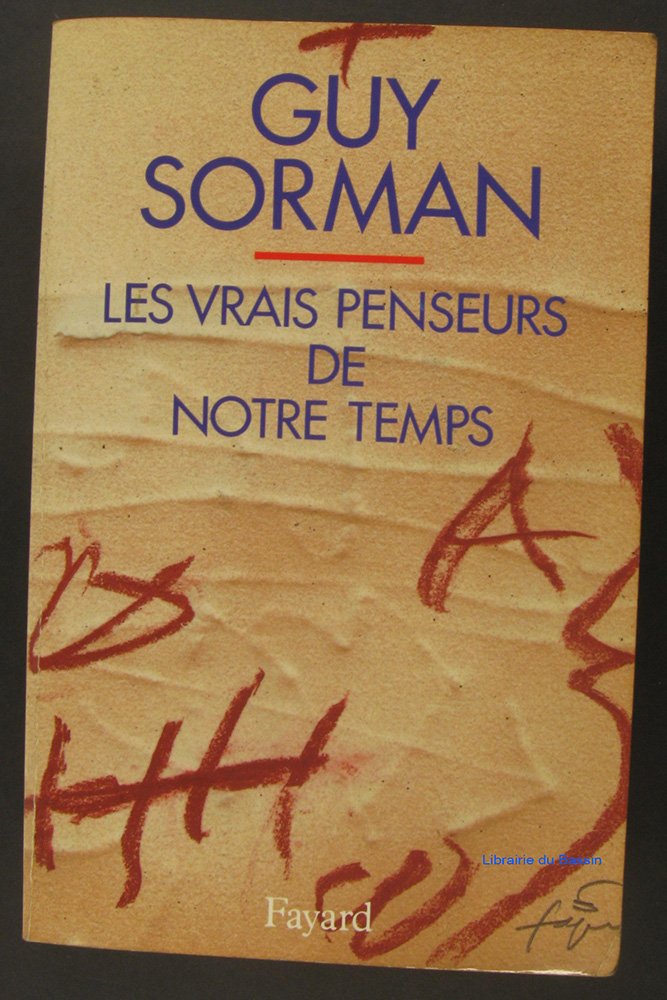 GUY
SORMAN
LES VRAIS PENSEURS
DE
NOTRE TEMPS
A
Librairie du Bassin
Fayard